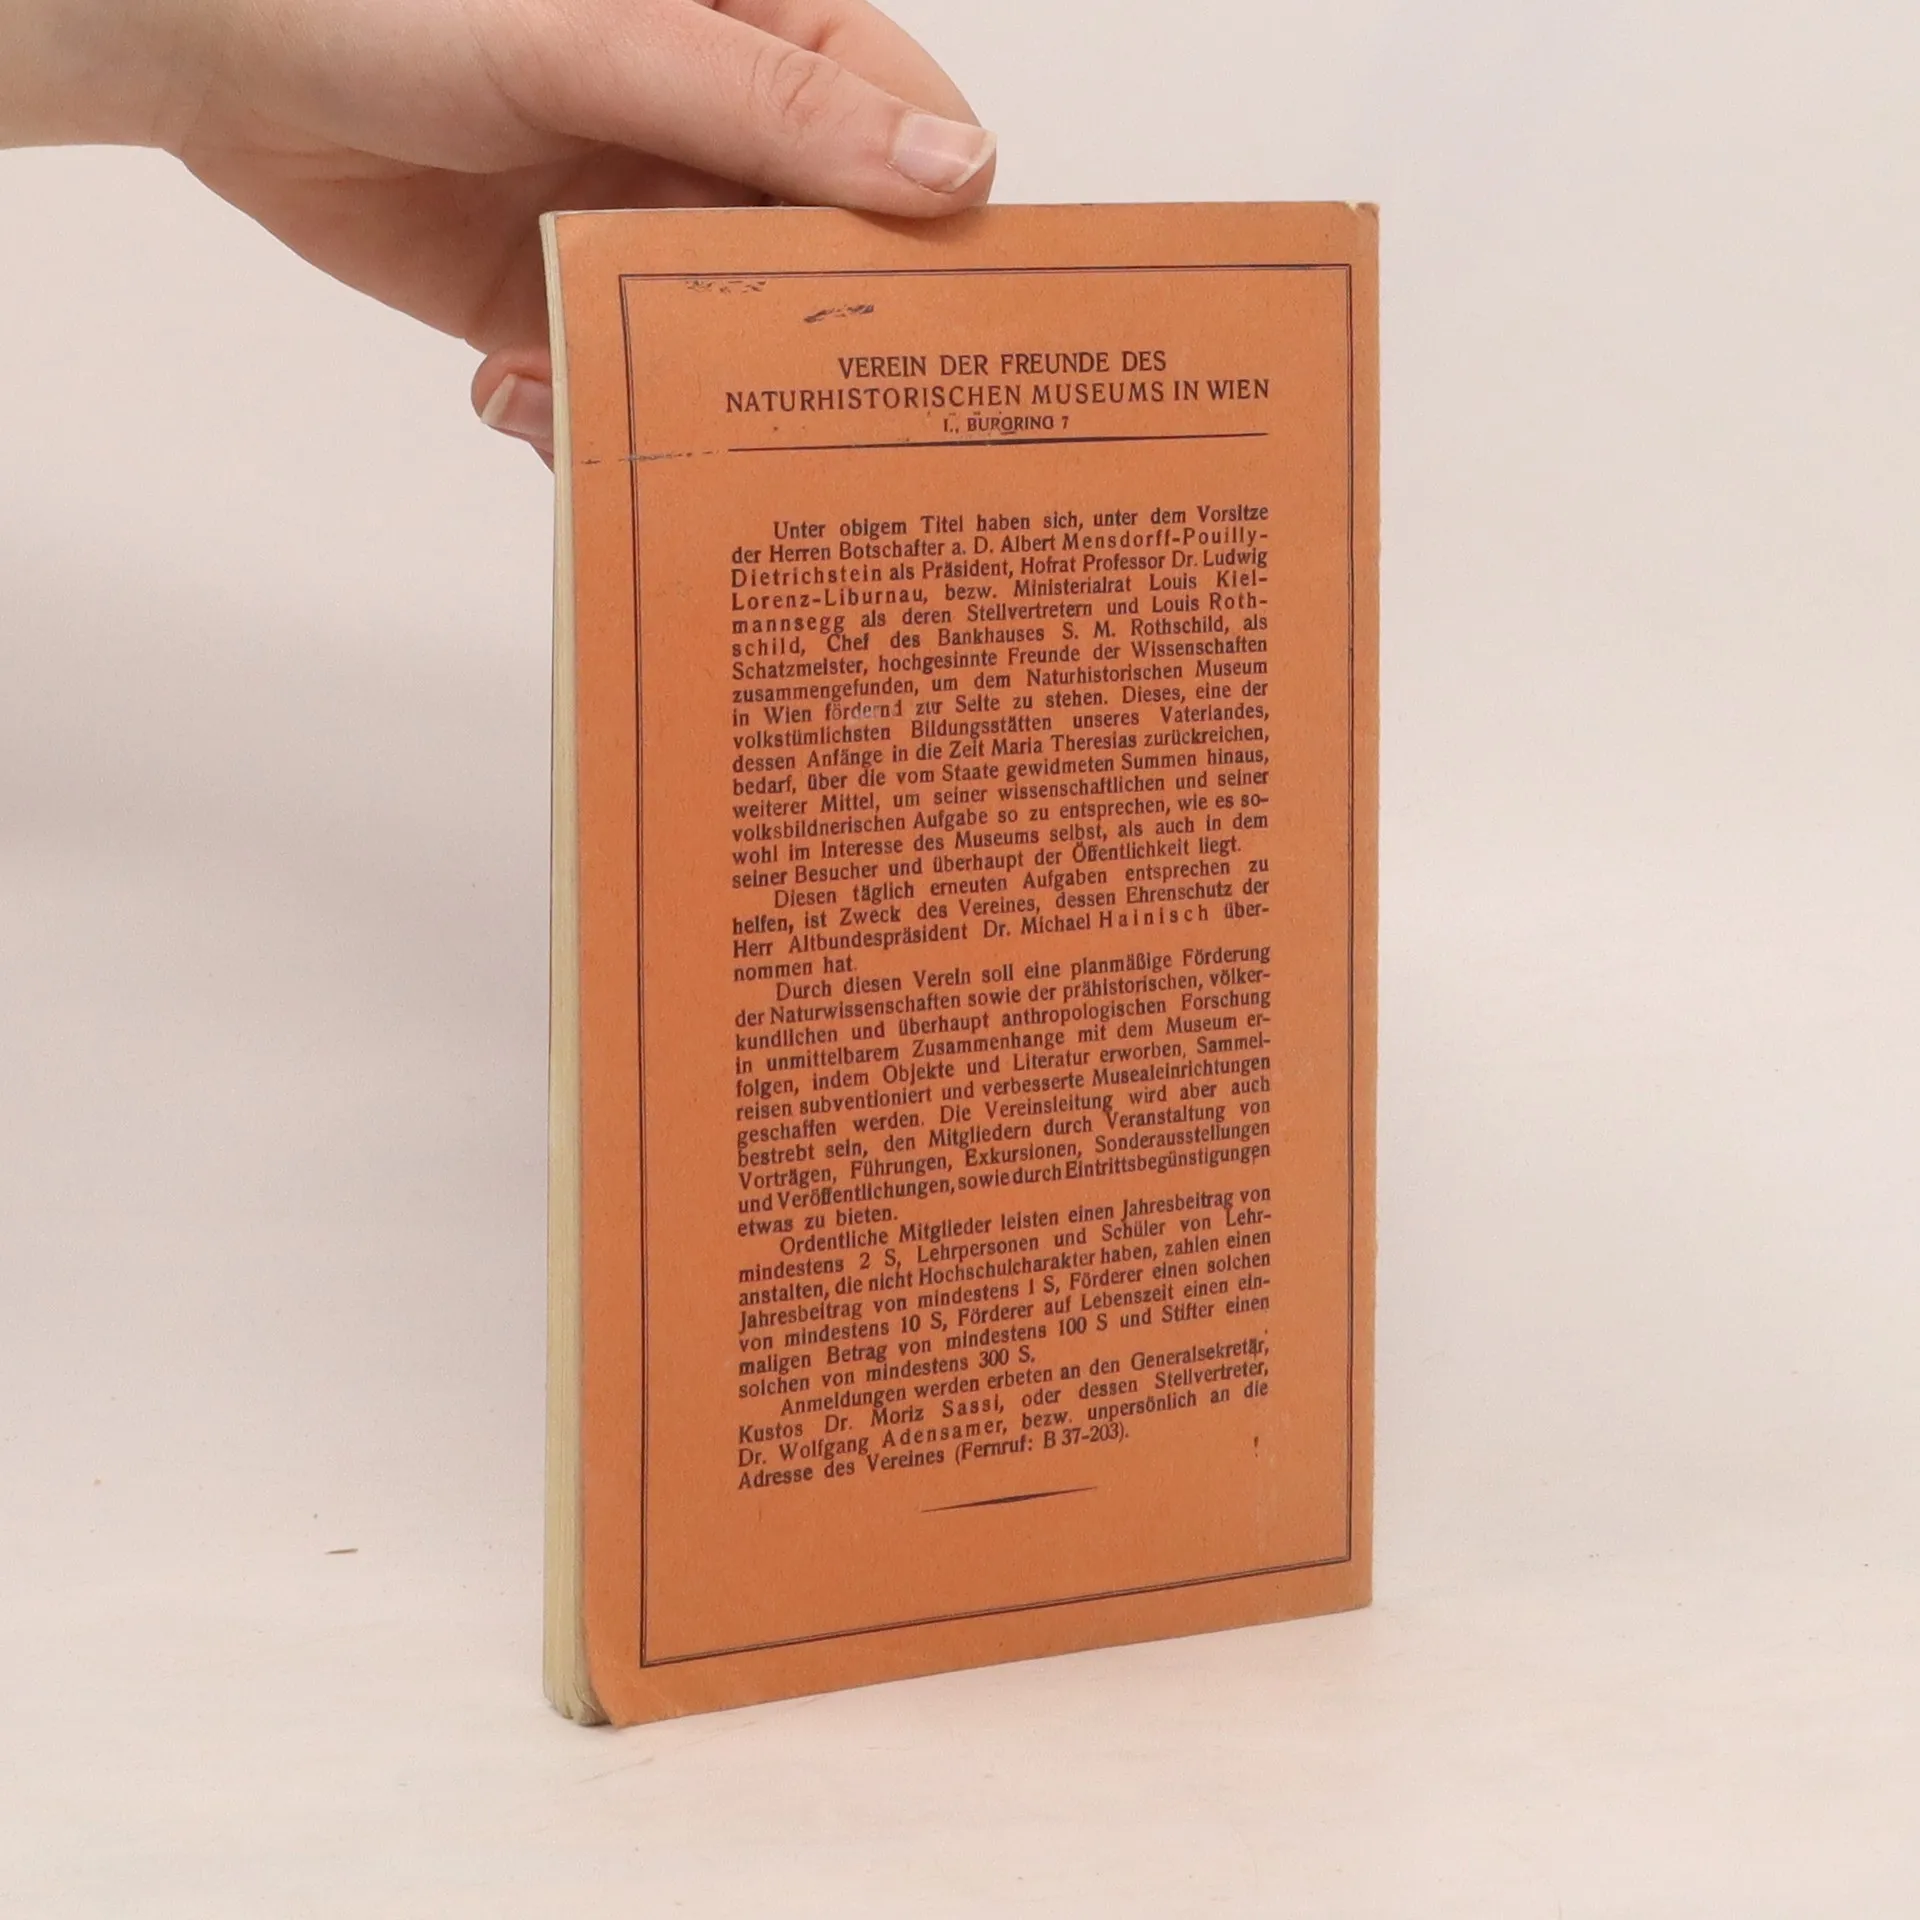 VEREIN DER FREUNDE DES
NATURHISTORISCHEN MUSEUMS IN WIEN
I., BURGRING 7
Unter obigem Titel haben sich, unter dem Vorsitze
der Herren Botschafter a. D. Albert Mensdorff-Pouilly-
Dietrichstein als Präsident, Hofrat Professor Dr. Ludwig
Lorenz-Liburnau, bezw. Ministerialrat Louis Kiel-
mannsegg als deren Stellvertretern und Louis Roth-
schild, Chef des Bankhauses S. M. Rothschild, als
Schatzmeister, hochgesinnte Freunde der Wissenschaften
zusammengefunden, um dem Naturhistorischen Museum
in Wien fördernd zur Seite zu stehen. Dieses, eine der
volkstümlichsten Bildungsstätten unseres Vaterlandes,
dessen Anfänge in die Zeit Maria Theresias zurückreichen,
bedarf, über die vom Staate gewidmeten Summen hinaus,
weiterer Mittel, um seiner wissenschaftlichen und seiner
volksbildnerischen Aufgabe so zu entsprechen, wie es so-
wohl im Interesse des Museums selbst, als auch in dem
seiner Besucher und überhaupt der Öffentlichkeit liegt.
Diesen täglich erneuten Aufgaben entsprechen zu
helfen, ist Zweck des Vereines, dessen Ehrenschutz der
Herr Altbundespräsident Dr. Michael Hainisch über-
nommen hat.
Durch diesen Verein soll eine planmäßige Förderung
der Naturwissenschaften sowie der prähistorischen, völker-
kundlichen und überhaupt anthropologischen Forschung
in unmittelbarem Zusammenhange mit dem Museum er-
folgen, indem Objekte und Literatur erworben, Sammel-
reisen subventioniert und verbesserte Musealeinrichtungen
geschaffen werden. Die Vereinsleitung wird aber auch
bestrebt sein, den Mitgliedern durch Veranstaltung von
Vorträgen, Führungen, Exkursionen, Sonderausstellungen
und Veröffentlichungen, sowie durch Eintrittsbegünstigungen
etwas zu bieten.
Ordentliche Mitglieder leisten einen Jahresbeitrag von
mindestens 2 S, Lehrpersonen und Schüler von Lehr-
anstalten, die nicht Hochschulcharakter haben, zahlen einen
Jahresbeitrag von mindestens 1 S, Förderer einen solchen
von mindestens 10 S, Förderer auf Lebenszeit einen ein-
maligen Betrag von mindestens 100 S und Stifter einen
solchen von mindestens 300 S.
Anmeldungen werden erbeten an den Generalsekretär,
Kustos Dr. Moriz Sassi, oder dessen Stellvertreter,
Dr. Wolfgang Adensamer, bezw. unpersönlich an die
Adresse des Vereines (Fernruf: B 37-203).